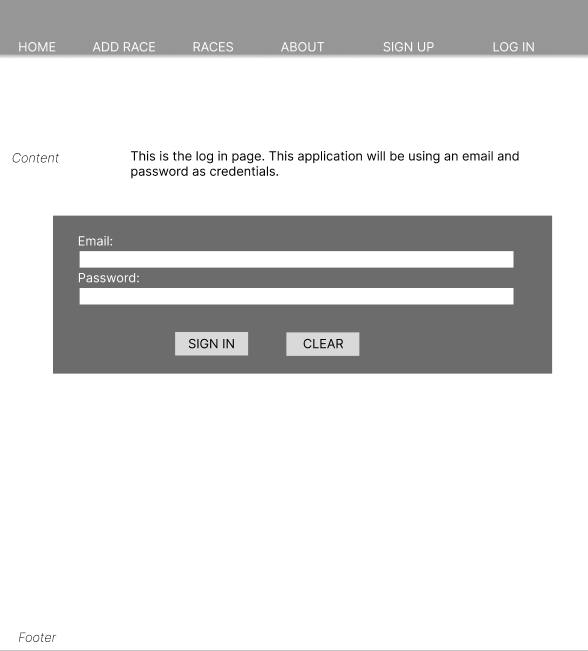 HOME ADD RACE RACES ABOUT SIGN UP LOG IN
Content
This is the log in page. This application will be using an email and
password as credentials.
Email:
Password:
SIGN IN CLEAR
Footer